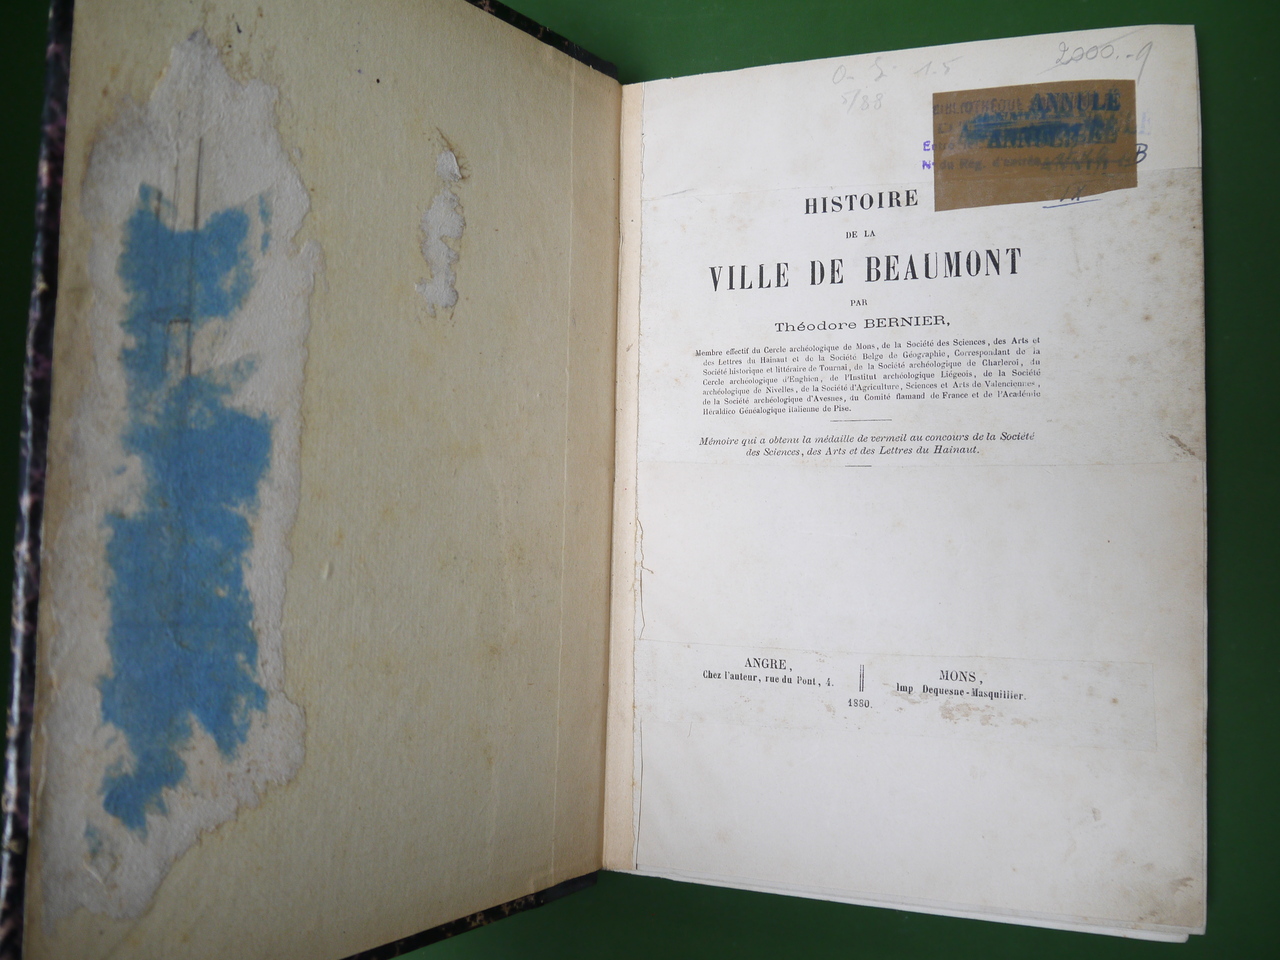 2000.-
5/88
BIBLIOTHÈQUE ANNULÉ
HISTOIRE
DE LA
VILLE DE BEAUMONT
PAR
Théodore BERNIER,
Membre effectif du Cercle archéologique de Mons, de la Société des Sciences, des Arts et
des Lettres du Hainaut et de la Société Belge de Géographie, Correspondant de la
Société historique et littéraire de Tournai, de la Société archéologique de Charleroi, du
Cercle archéologique d'Enghien, de l'Institut archéologique Liégeois, de la Société
archéologique de Nivelles, de la Société d'Agriculture, Sciences et Arts de Valenciennes,
de la Société archéologique d'Avesnes, du Comité flamand de France et de l'Académie
Héraldico Généalogique italienne de Pise.
Mémoire qui a obtenu la médaille de vermeil au concours de la Société
des Sciences, des Arts et des Lettres du Hainaut.
ANGRE,
Chez l'auteur, rue du Pont, 4.
MONS,
Imp Dequesne-Masquillier.
1880.